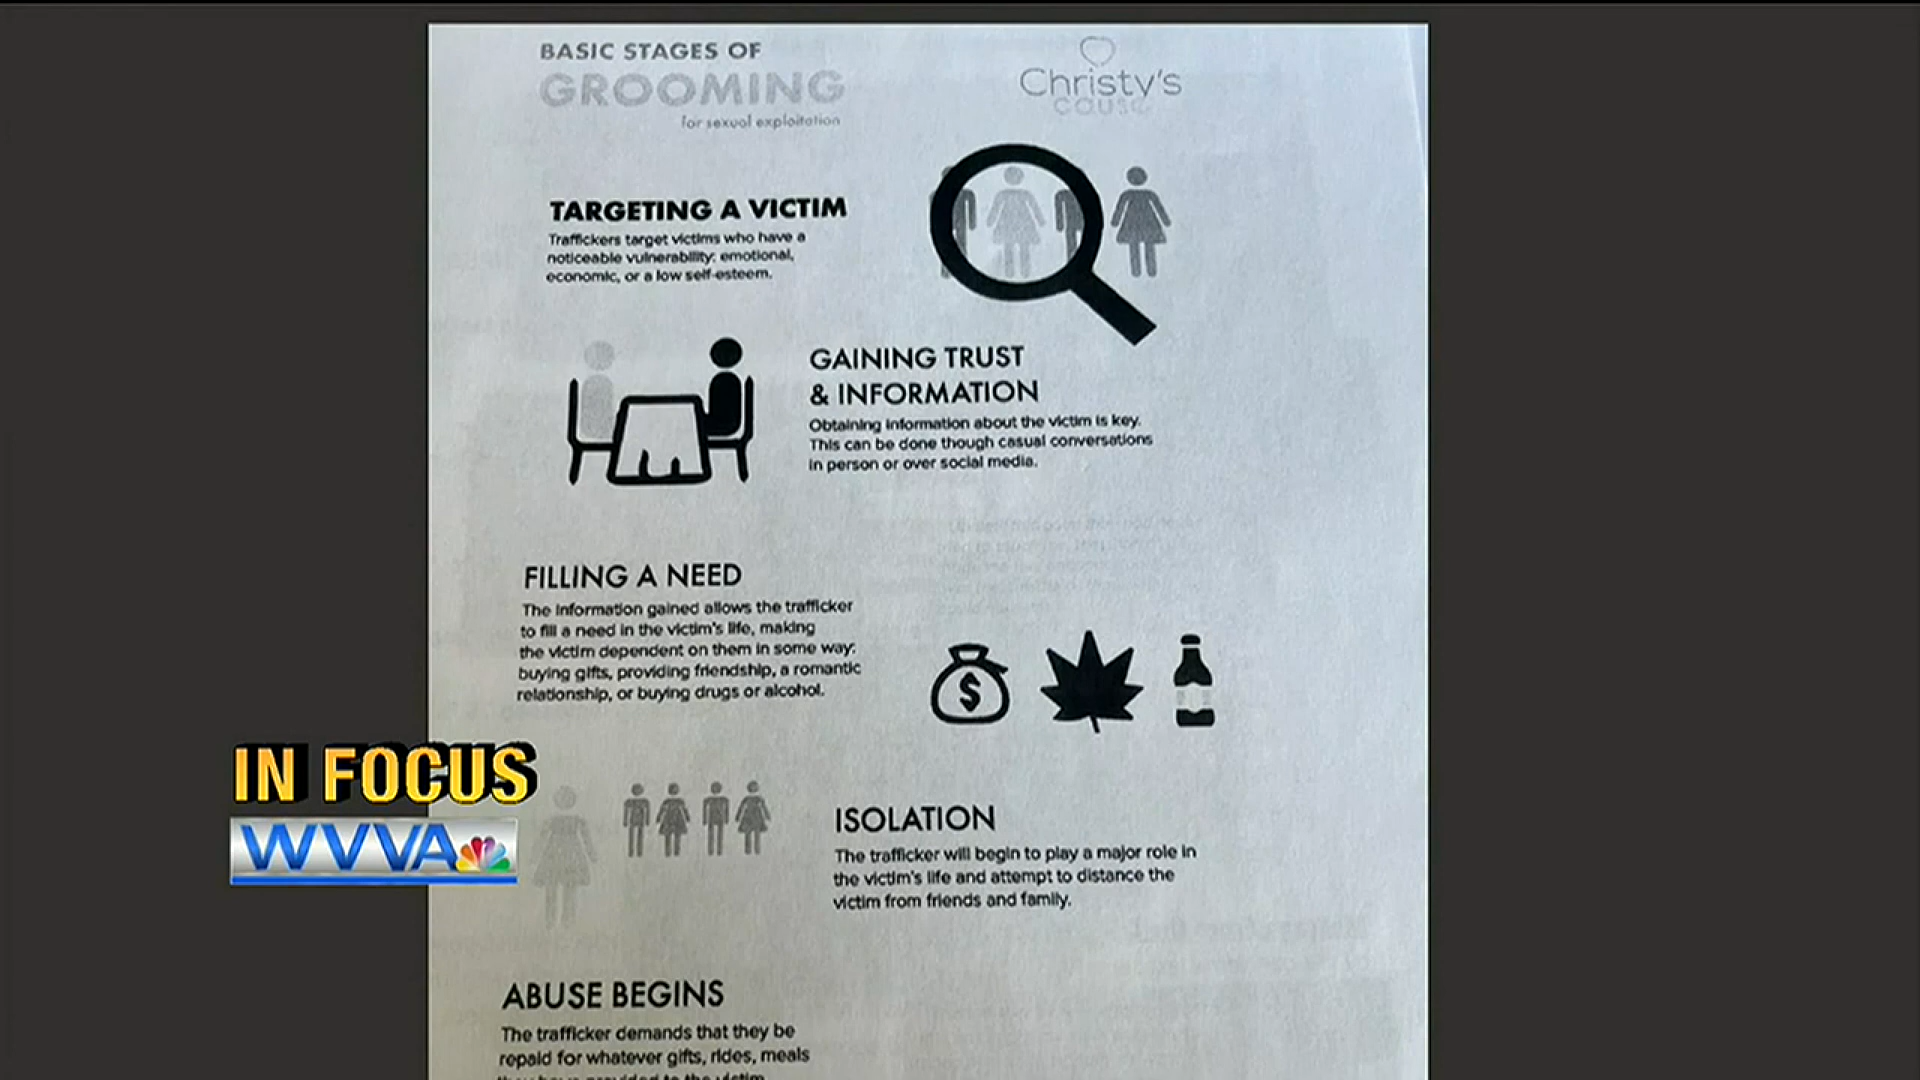 BASIC STAGES OF
GROOMING
for sexual exploitation
Christy's
cause
TARGETING A VICTIM
Traffickers target victims who have a
noticeable vulnerability: emotional,
economic, or a low self-esteem.
GAINING TRUST
& INFORMATION
Obtaining information about the victim is key.
This can be done though casual conversations
in person or over social media.
FILLING A NEED
The information gained allows the trafficker
to fill a need in the victim's life, making
the victim dependent on them in some way:
buying gifts, providing friendship, a romantic
relationship, or buying drugs or alcohol.
$
IN FOCUS
WVVA
ISOLATION
The trafficker will begin to play a major role in
the victim's life and attempt to distance the
victim from friends and family.
ABUSE BEGINS
The trafficker demands that they be
repaid for whatever gifts, rides, meals
they have provided to the victim